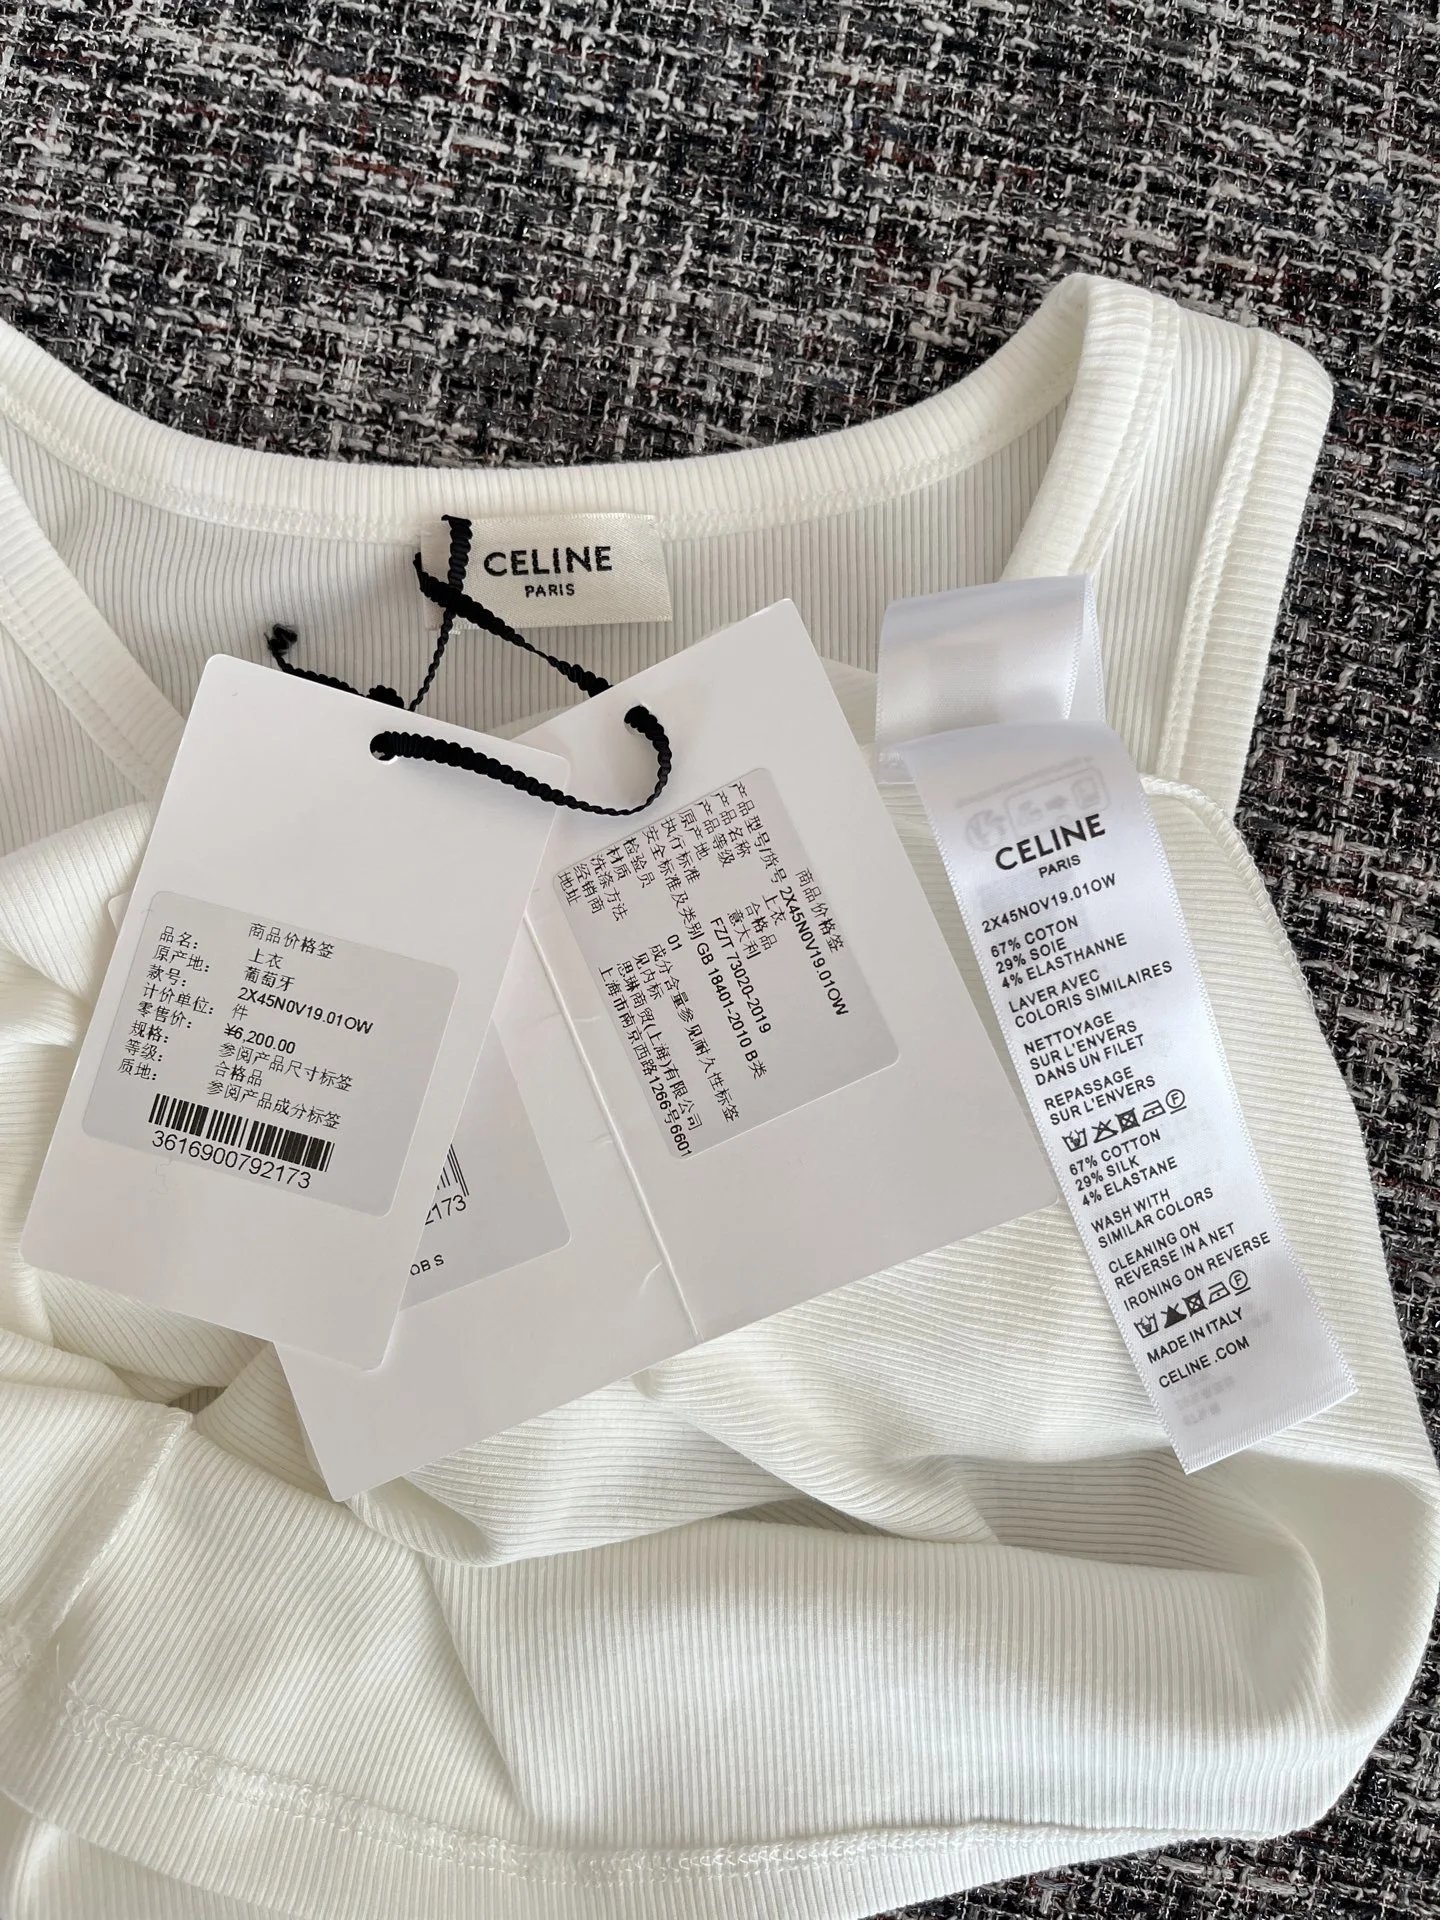 CELINE
PARIS
商品价格签
品名： 上衣
原产地： 葡萄牙
款号： 2X45N0V19.01OW
计价单位： 件
零售价： ¥6,200.00
规格： 参阅产品尺寸标签
等级： 合格品
质地： 参阅产品成分标签
3616900792173
2173
OB S
商品价格签
产品型号/货号 2X45N0V19.01OW
产品名称 上衣
产品等级 合格品
原产地 意大利
执行标准 FZ/T 73020-2019
安全标准及类别 GB 18401-2010 B类
检验员 01
材质 成分含量参见耐久性标签
洗涤方法 见内标
经销商 思琳商贸(上海)有限公司
地址 上海市南京西路1266号6601
CELINE
PARIS
2X45NOV19.01OW
67% COTON
29% SOIE
4% ELASTHANNE
LAVER AVEC
COLORIS SIMILAIRES
NETTOYAGE
SUR L'ENVERS
DANS UN FILET
REPASSAGE
SUR L'ENVERS
67% COTTON
29% SILK
4% ELASTANE
WASH WITH
SIMILAR COLORS
CLEANING ON
REVERSE IN A NET
IRONING ON REVERSE
MADE IN ITALY
CELINE .COM